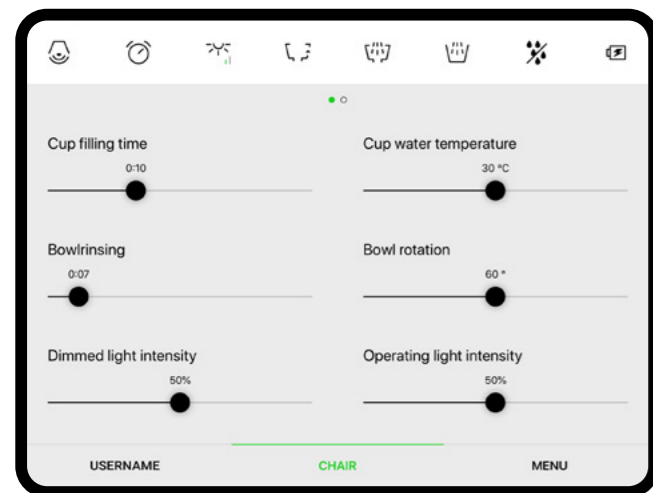 Cup filling time
Cup water temperature
0:10
30 °C
Bowlrinsing
Bowl rotation
0:07
60 °
Dimmed light intensity
Operating light intensity
50%
50%
USERNAME
CHAIR
MENU